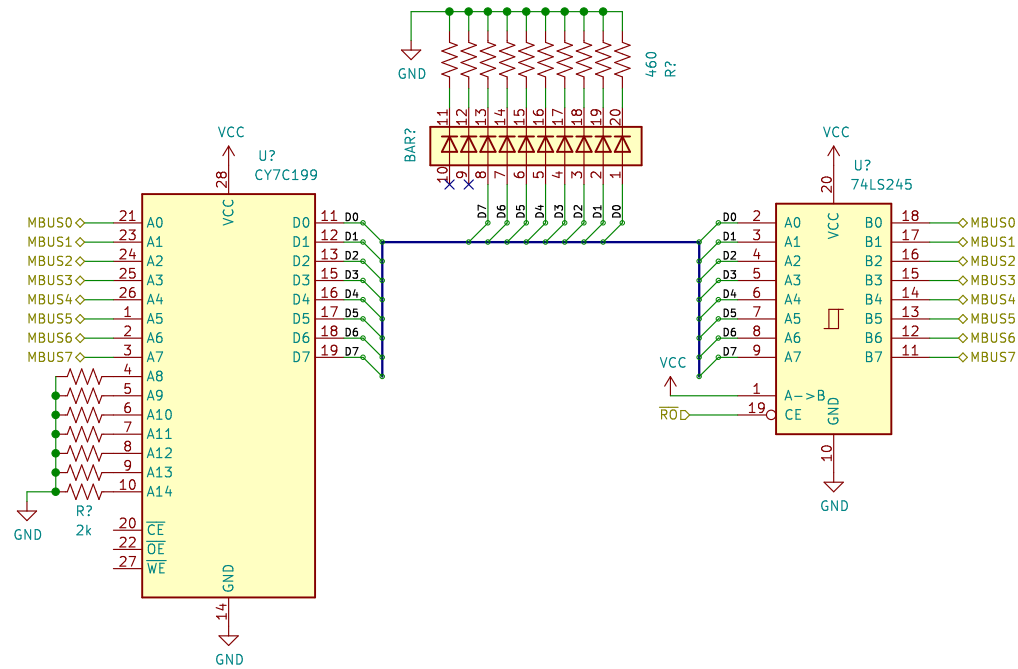 GND
460
R?
11
12
13
14
15
16
17
18
19
20
BAR?
10
9
8
7
6
5
4
3
2
1
D7
D6
D5
D4
D3
D2
D1
D0
VCC
U?
CY7C199
28
VCC
MBUS0 21 A0 D0 11 D0
MBUS1 23 A1 D1 12 D1
MBUS2 24 A2 D2 13 D2
MBUS3 25 A3 D3 15 D3
MBUS4 26 A4 D4 16 D4
MBUS5 1 A5 D5 17 D5
MBUS6 2 A6 D6 18 D6
MBUS7 3 A7 D7 19 D7
4 A8
5 A9
6 A10
7 A11
8 A12
9 A13
10 A14
GND
R?
2k
20 CE
22 OE
27 WE
GND
14
GND
VCC
U?
74LS245
20
VCC
D0 2 A0 B0 18 MBUS0
D1 3 A1 B1 17 MBUS1
D2 4 A2 B2 16 MBUS2
D3 5 A3 B3 15 MBUS3
D4 6 A4 B4 14 MBUS4
D5 7 A5 B5 13 MBUS5
D6 8 A6 B6 12 MBUS6
D7 9 A7 B7 11 MBUS7
VCC
1 A->B
RO 19 CE
GND
10
GND